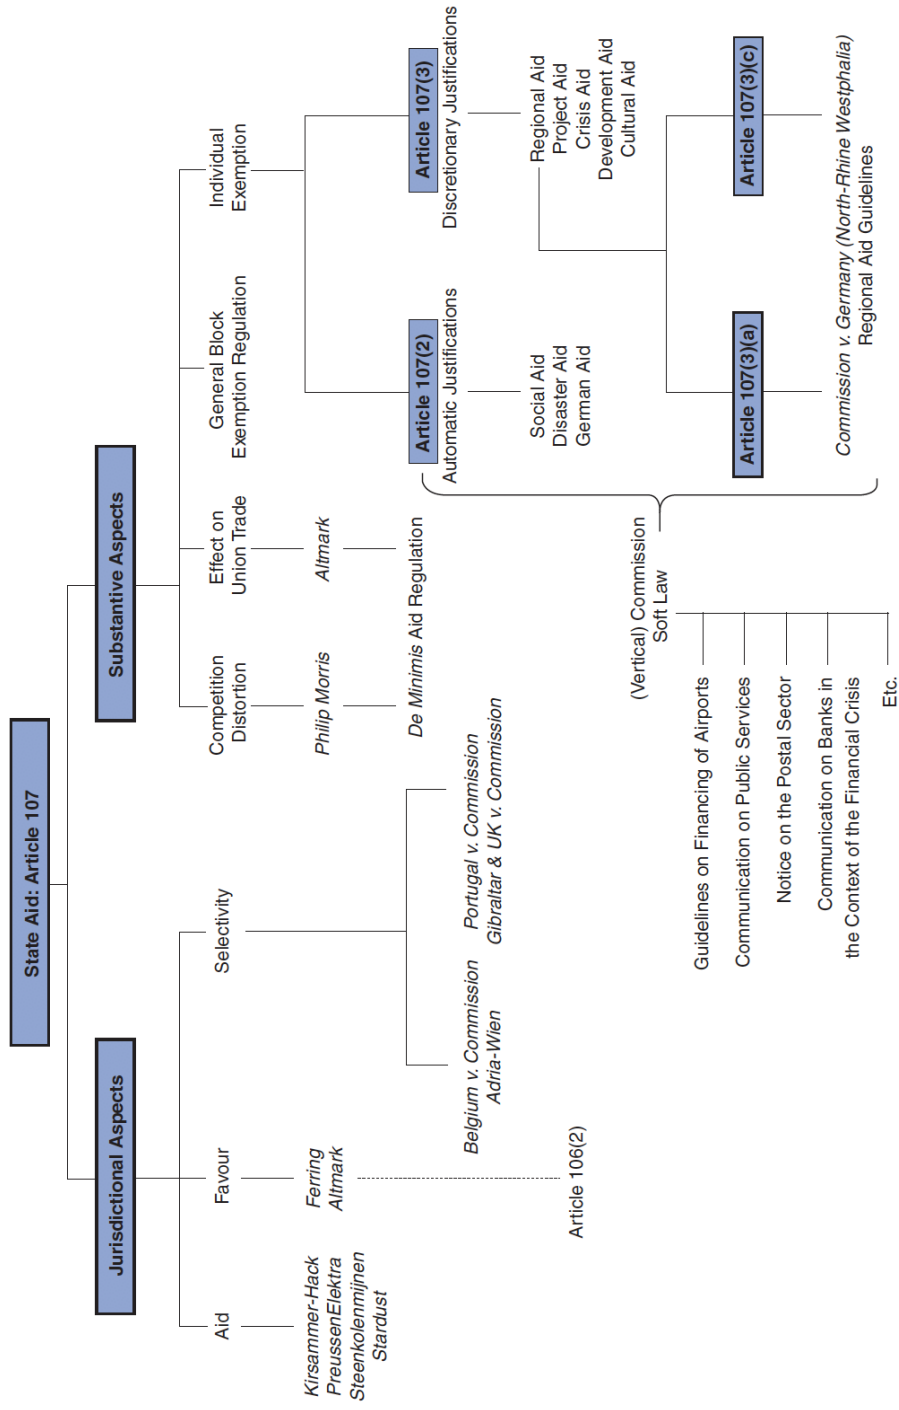 State Aid: Article 107
Jurisdictional Aspects
Substantive Aspects
Aid
Favour
Selectivity
Competition
Distortion
Effect on
Union Trade
General Block
Exemption Regulation
Individual
Exemption
Kirsammer-Hack
PreussenElektra
Steenkolenmijnen
Stardust
Ferring
Altmark
Philip Morris
Altmark
Article 107(2)
Automatic Justifications
Article 107(3)
Discretionary Justifications
De Minimis Aid Regulation
Belgium v. Commission
Adria-Wien
Portugal v. Commission
Gibraltar & UK v. Commission
Social Aid
Disaster Aid
German Aid
Regional Aid
Project Aid
Crisis Aid
Development Aid
Cultural Aid
Article 106(2)
(Vertical) Commission
Soft Law
Article 107(3)(a)
Article 107(3)(c)
Guidelines on Financing of Airports
Communication on Public Services
Notice on the Postal Sector
Communication on Banks in
the Context of the Financial Crisis
Etc.
Commission v. Germany (North-Rhine Westphalia)
Regional Aid Guidelines